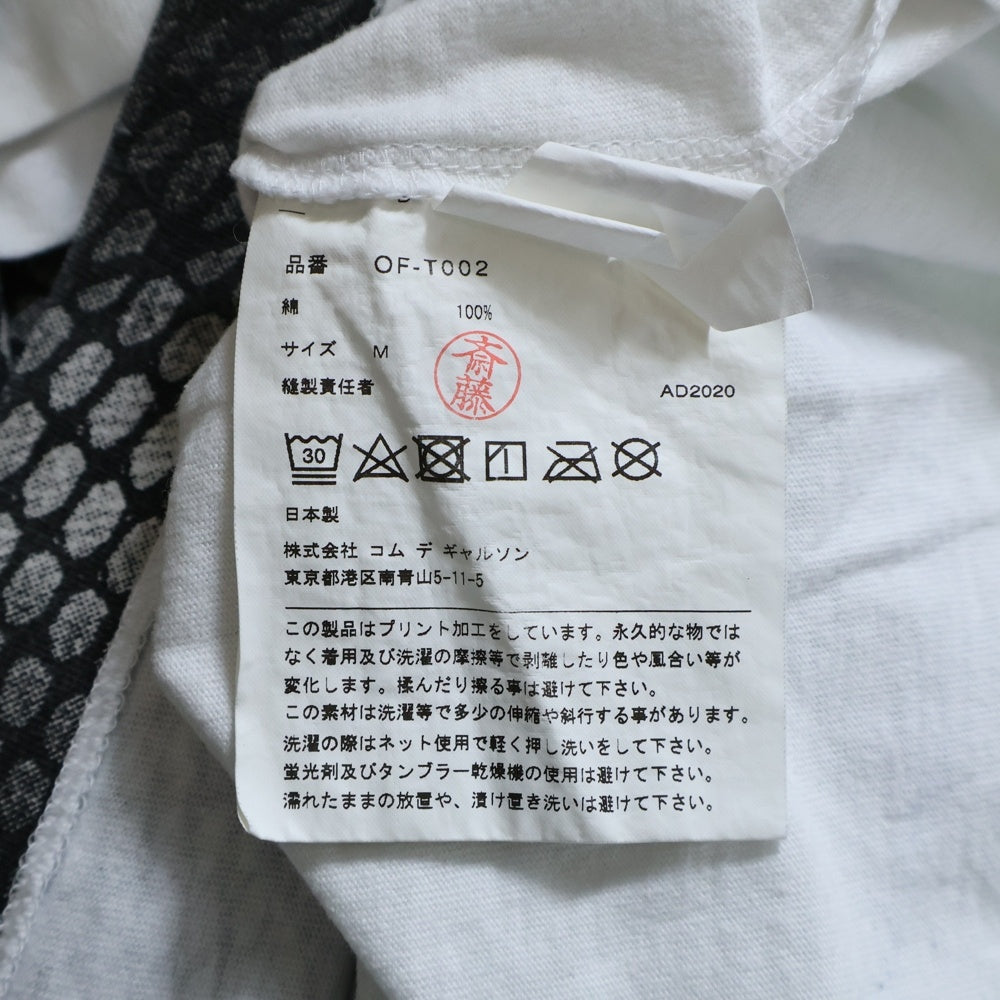 品番 OF-T002
綿 100%
サイズ M
縫製責任者 斎藤 AD2020
30
日本製
株式会社 コム デ ギャルソン
東京都港区南青山5-11-5
この製品はプリント加工をしています。永久的な物では
なく着用及び洗濯の摩擦等で剥離したり色や風合い等が
変化します。揉んだり擦る事は避けて下さい。
この素材は洗濯等で多少の伸縮や斜行する事があります。
洗濯の際はネット使用で軽く押し洗いをして下さい。
蛍光剤及びタンブラー乾燥機の使用は避けて下さい。
濡れたままの放置や、漬け置き洗いは避けて下さい。